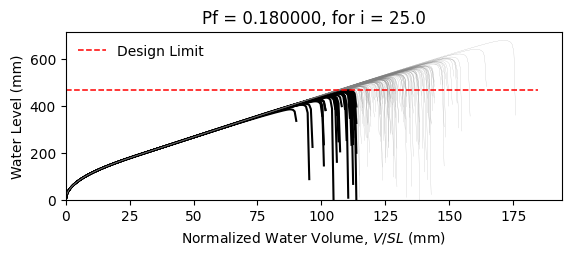 Pf = 0.180000, for i = 25.0
Water Level (mm)
600
400
200
0
Design Limit
0 25 50 75 100 125 150 175
Normalized Water Volume, V/SL (mm)